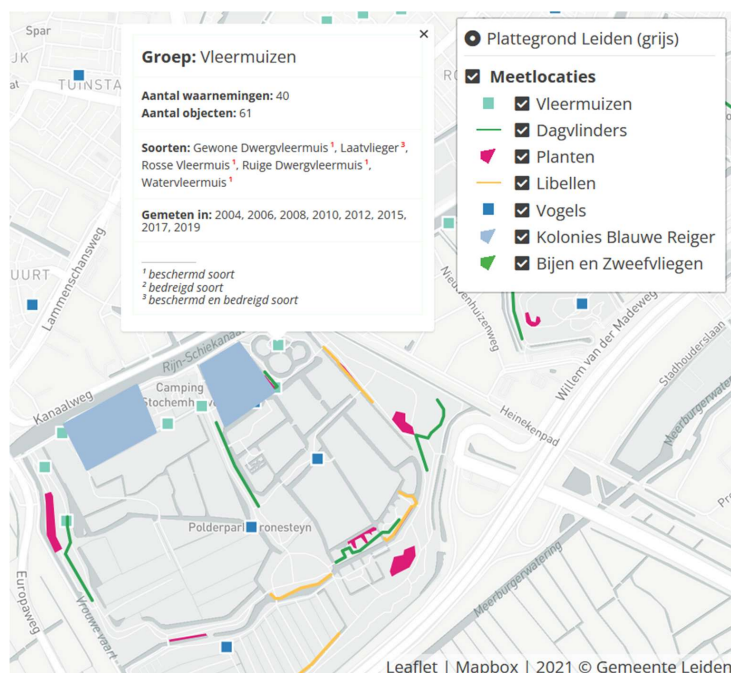 Spar
JK
TUINSTA
UURT
Lammenschansweg
Kanaalweg
Rijn-Schiekanaal
×
Groep: Vleermuizen
Aantal waarnemingen: 40
Aantal objecten: 61
Soorten: Gewone Dwergvleermuis ¹, Laatvlieger ³,
Rosse Vleermuis ¹, Ruige Dwergvleermuis ¹,
Watervleermuis ¹
Gemeten in: 2004, 2006, 2008, 2010, 2012, 2015,
2017, 2019
¹ beschermd soort
² bedreigd soort
³ beschermd en bedreigd soort
Plattegrond Leiden (grijs)
Meetlocaties
Vleermuizen
Dagvlinders
Planten
Libellen
Vogels
Kolonies Blauwe Reiger
Bijen en Zweefvliegen
Willem van der Madeweg
Stadhouderslaan
Meerburgerwatering
Heinekenpad
Camping
Polderpark Cronesteyn
Europaweg
Vrouwe vaart
Meerburgerwatering
Leaflet | Mapbox | 2021 © Gemeente Leiden